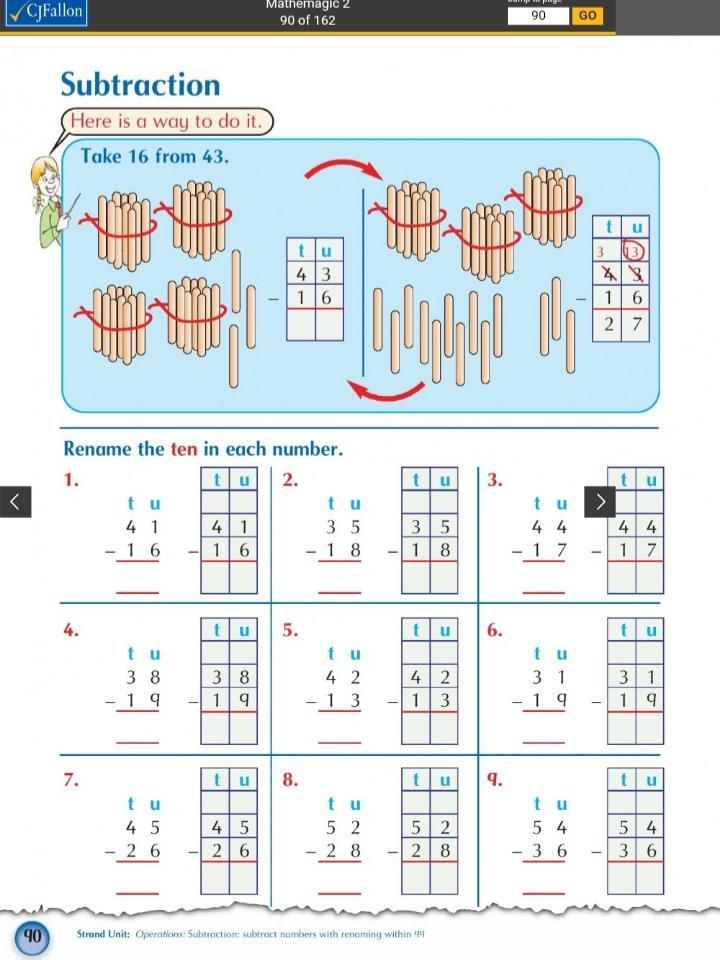 CJFallon
Mathemagic 2
90 of 162
Jump to page
90 GO
Subtraction
Here is a way to do it.
Take 16 from 43.
t u
4 3
– 1 6
t u
3 13
4 3
– 1 6
2 7
Rename the ten in each number.
1.
t u
4 1
– 1 6
t u
4 1
– 1 6
2.
t u
3 5
– 1 8
t u
3 5
– 1 8
3.
t u
4 4
– 1 7
t u
4 4
– 1 7
4.
t u
3 8
– 1 9
t u
3 8
– 1 9
5.
t u
4 2
– 1 3
t u
4 2
– 1 3
6.
t u
3 1
– 1 9
t u
3 1
– 1 9
7.
t u
4 5
– 2 6
t u
4 5
– 2 6
8.
t u
5 2
– 2 8
t u
5 2
– 2 8
9.
t u
5 4
– 3 6
t u
5 4
– 3 6
90
Strand Unit: Operations: Subtraction: subtract numbers with renaming within 99